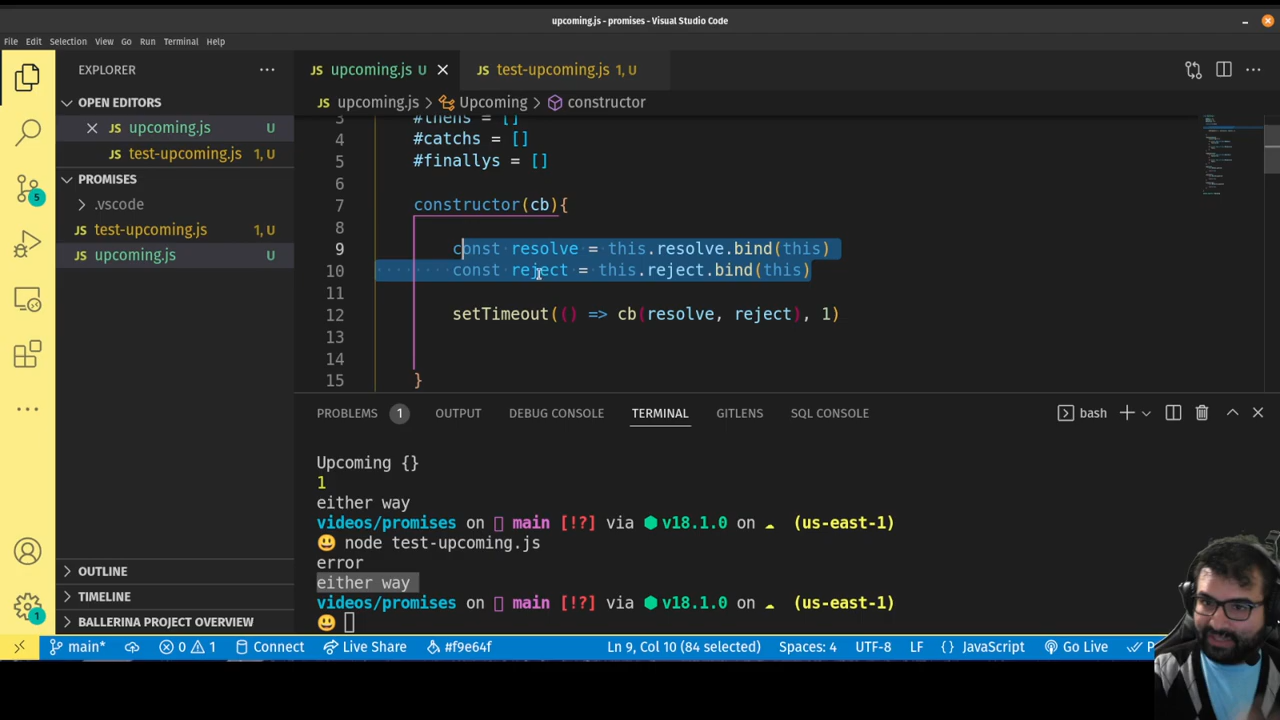 upcoming.js - promises - Visual Studio Code
File Edit Selection View Go Run Terminal Help
EXPLORER
OPEN EDITORS
upcoming.js U
test-upcoming.js 1, U
PROMISES
.vscode
test-upcoming.js 1, U
upcoming.js U
OUTLINE
TIMELINE
BALLERINA PROJECT OVERVIEW
5
1
JS upcoming.js U
JS test-upcoming.js 1, U
JS upcoming.js > Upcoming > constructor
3 #thens = []
4 #catchs = []
5 #finallys = []
6
7 constructor(cb){
8
9 const resolve = this.resolve.bind(this)
10 const reject = this.reject.bind(this)
11
12 setTimeout(() => cb(resolve, reject), 1)
13
14
15 }
PROBLEMS 1 OUTPUT DEBUG CONSOLE TERMINAL GITLENS SQL CONSOLE bash
Upcoming {}
1
either way
videos/promises on main [!?] via v18.1.0 on (us-east-1)
node test-upcoming.js
error
either way
videos/promises on main [!?] via v18.1.0 on (us-east-1)
main* 0 1 Connect Live Share #f9e64f Ln 9, Col 10 (84 selected) Spaces: 4 UTF-8 LF {} JavaScript Go Live